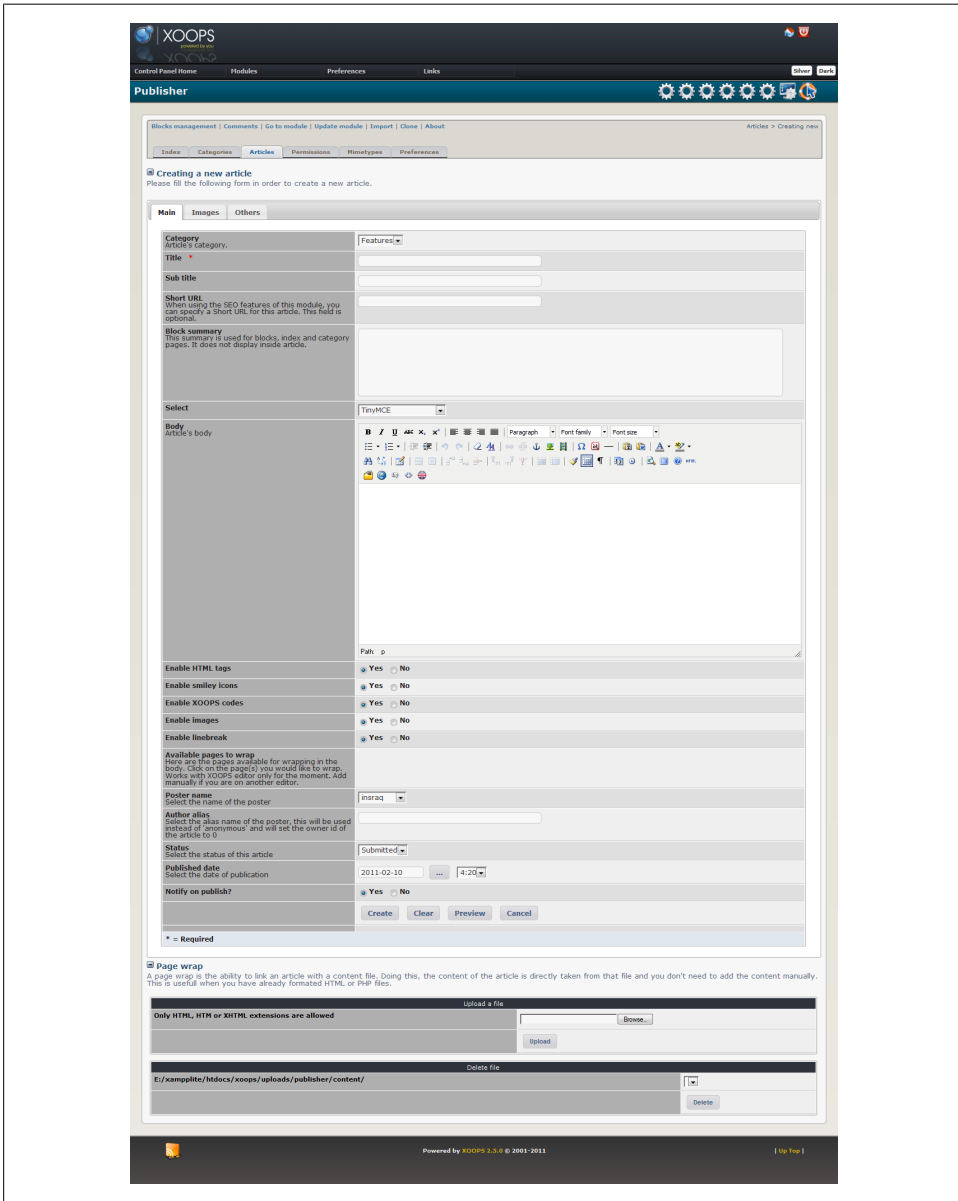 XOOPS
powered by you
Control Panel Home Modules Preferences Links Silver Dark
Publisher
Blocks management | Comments | Go to module | Update module | Import | Clone | About Articles > Creating new
Index Categories Articles Permissions Mimetypes Preferences
Creating a new article
Please fill the following form in order to create a new article.
Main Images Others
Category
Article's category.
Features
Title *
Sub title
Short URL
When using the SEO features of this module, you
can specify a Short URL for this article. This field is
optional.
Block summary
This summary is used for blocks, index and category
pages. It does not display inside article.
Select
TinyMCE
Body
Article's body
B I U ABC Paragraph Font family Font size
HTML
Path: p
Enable HTML tags Yes No
Enable smiley icons Yes No
Enable XOOPS codes Yes No
Enable images Yes No
Enable linebreak Yes No
Available pages to wrap
Here are the pages available for wrapping in the
body. Click on the page(s) you would like to wrap.
Works with XOOPS editor only for the moment. Add
manually if you are on another editor.
Poster name
Select the name of the poster
insraq
Author alias
Select the alias name of the poster, this will be used
instead of 'anonymous' and will set the owner id of
the article to 0
Status
Select the status of this article
Submitted
Published date
Select the date of publication
2011-02-10 ... 4:20
Notify on publish? Yes No
Create Clear Preview Cancel
* = Required
Page wrap
A page wrap is the ability to link an article with a content file. Doing this, the content of the article is directly taken from that file and you don't need to add the content manually.
This is usefull when you have already formated HTML or PHP files.
Upload a file
Only HTML, HTM or XHTML extensions are allowed Browse...
Upload
Delete file
E:/xampplite/htdocs/xoops/uploads/publisher/content/
Delete
Powered by XOOPS 2.5.0 © 2001-2011 | Up Top |